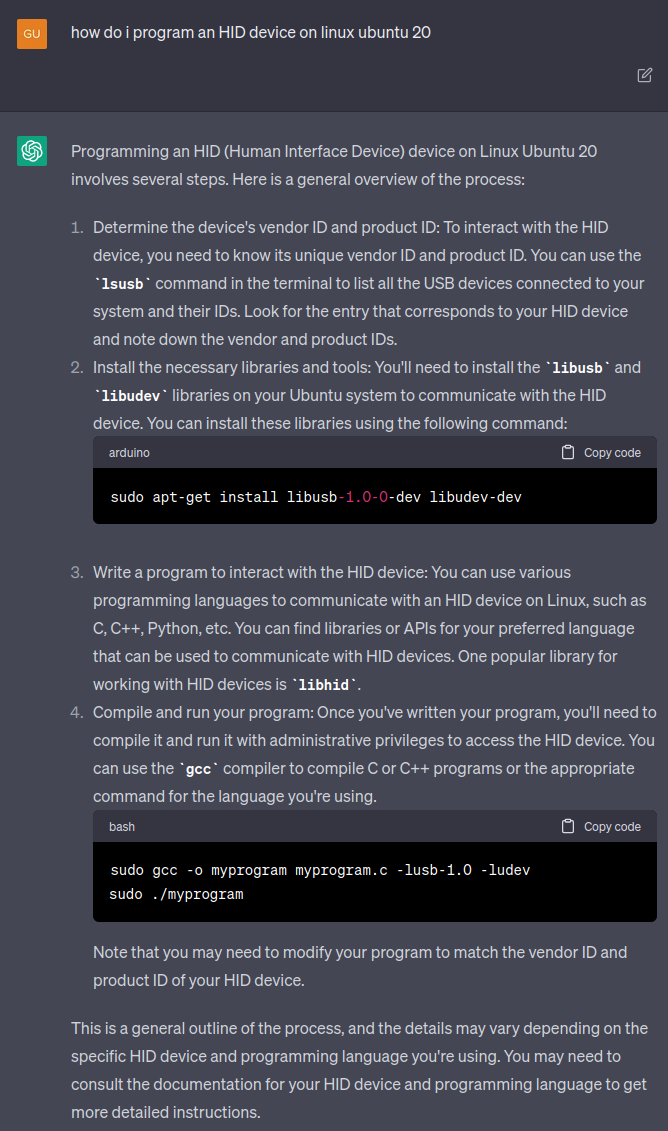 GU
how do i program an HID device on linux ubuntu 20
Programming an HID (Human Interface Device) device on Linux Ubuntu 20
involves several steps. Here is a general overview of the process:
1. Determine the device's vendor ID and product ID: To interact with the HID
device, you need to know its unique vendor ID and product ID. You can use the
`lsusb` command in the terminal to list all the USB devices connected to your
system and their IDs. Look for the entry that corresponds to your HID device
and note down the vendor and product IDs.
2. Install the necessary libraries and tools: You'll need to install the `libusb` and
`libudev` libraries on your Ubuntu system to communicate with the HID
device. You can install these libraries using the following command:
arduino
Copy code
sudo apt-get install libusb-1.0-0-dev libudev-dev
3. Write a program to interact with the HID device: You can use various
programming languages to communicate with an HID device on Linux, such as
C, C++, Python, etc. You can find libraries or APIs for your preferred language
that can be used to communicate with HID devices. One popular library for
working with HID devices is `libhid`.
4. Compile and run your program: Once you've written your program, you'll need to
compile it and run it with administrative privileges to access the HID device. You
can use the `gcc` compiler to compile C or C++ programs or the appropriate
command for the language you're using.
bash
Copy code
sudo gcc -o myprogram myprogram.c -lusb-1.0 -ludev
sudo ./myprogram
Note that you may need to modify your program to match the vendor ID and
product ID of your HID device.
This is a general outline of the process, and the details may vary depending on the
specific HID device and programming language you're using. You may need to
consult the documentation for your HID device and programming language to get
more detailed instructions.